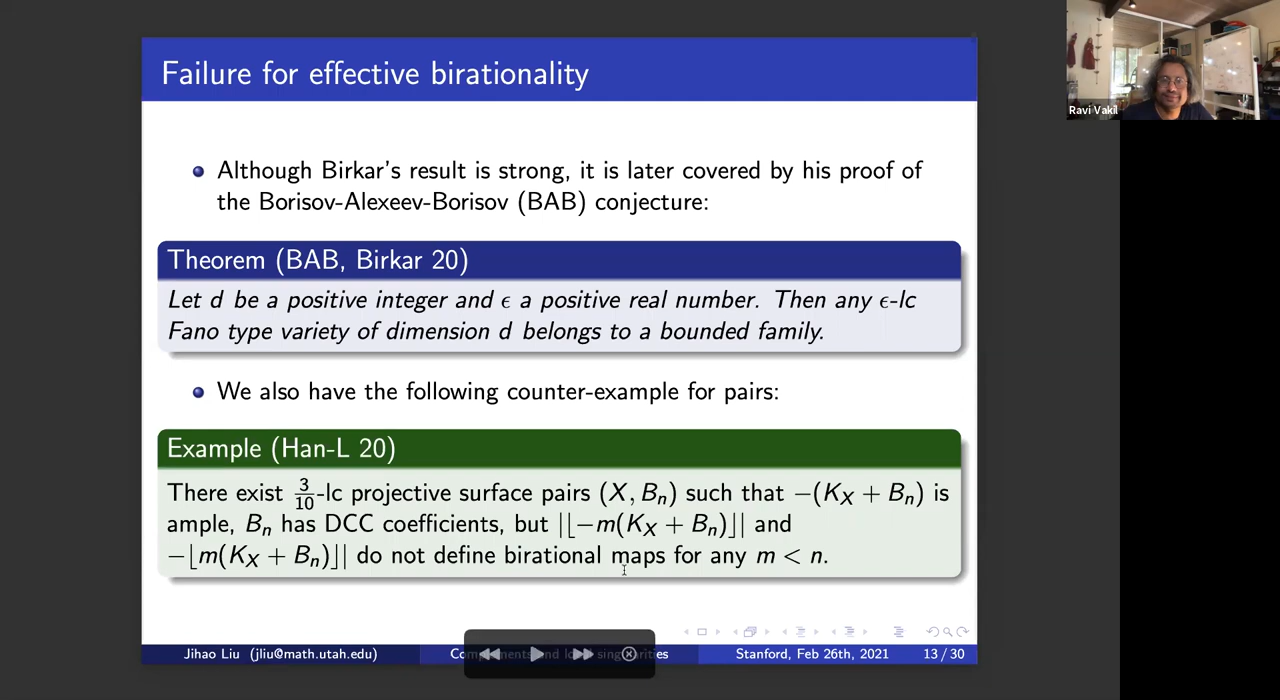 Failure for effective birationality
Ravi Vakil
Although Birkar's result is strong, it is later covered by his proof of
the Borisov-Alexeev-Borisov (BAB) conjecture:
Theorem (BAB, Birkar 20)
Let d be a positive integer and ϵ a positive real number. Then any ϵ-lc
Fano type variety of dimension d belongs to a bounded family.
We also have the following counter-example for pairs:
Example (Han-L 20)
There exist 3/10-lc projective surface pairs (X, Bₙ) such that −(K_X + Bₙ) is
ample, Bₙ has DCC coefficients, but |⌊−m(K_X + Bₙ)⌋| and
−⌊m(K_X + Bₙ)⌋| do not define birational maps for any m < n.
Jihao Liu (jliu@math.utah.edu)
Stanford, Feb 26th, 2021
13 / 30